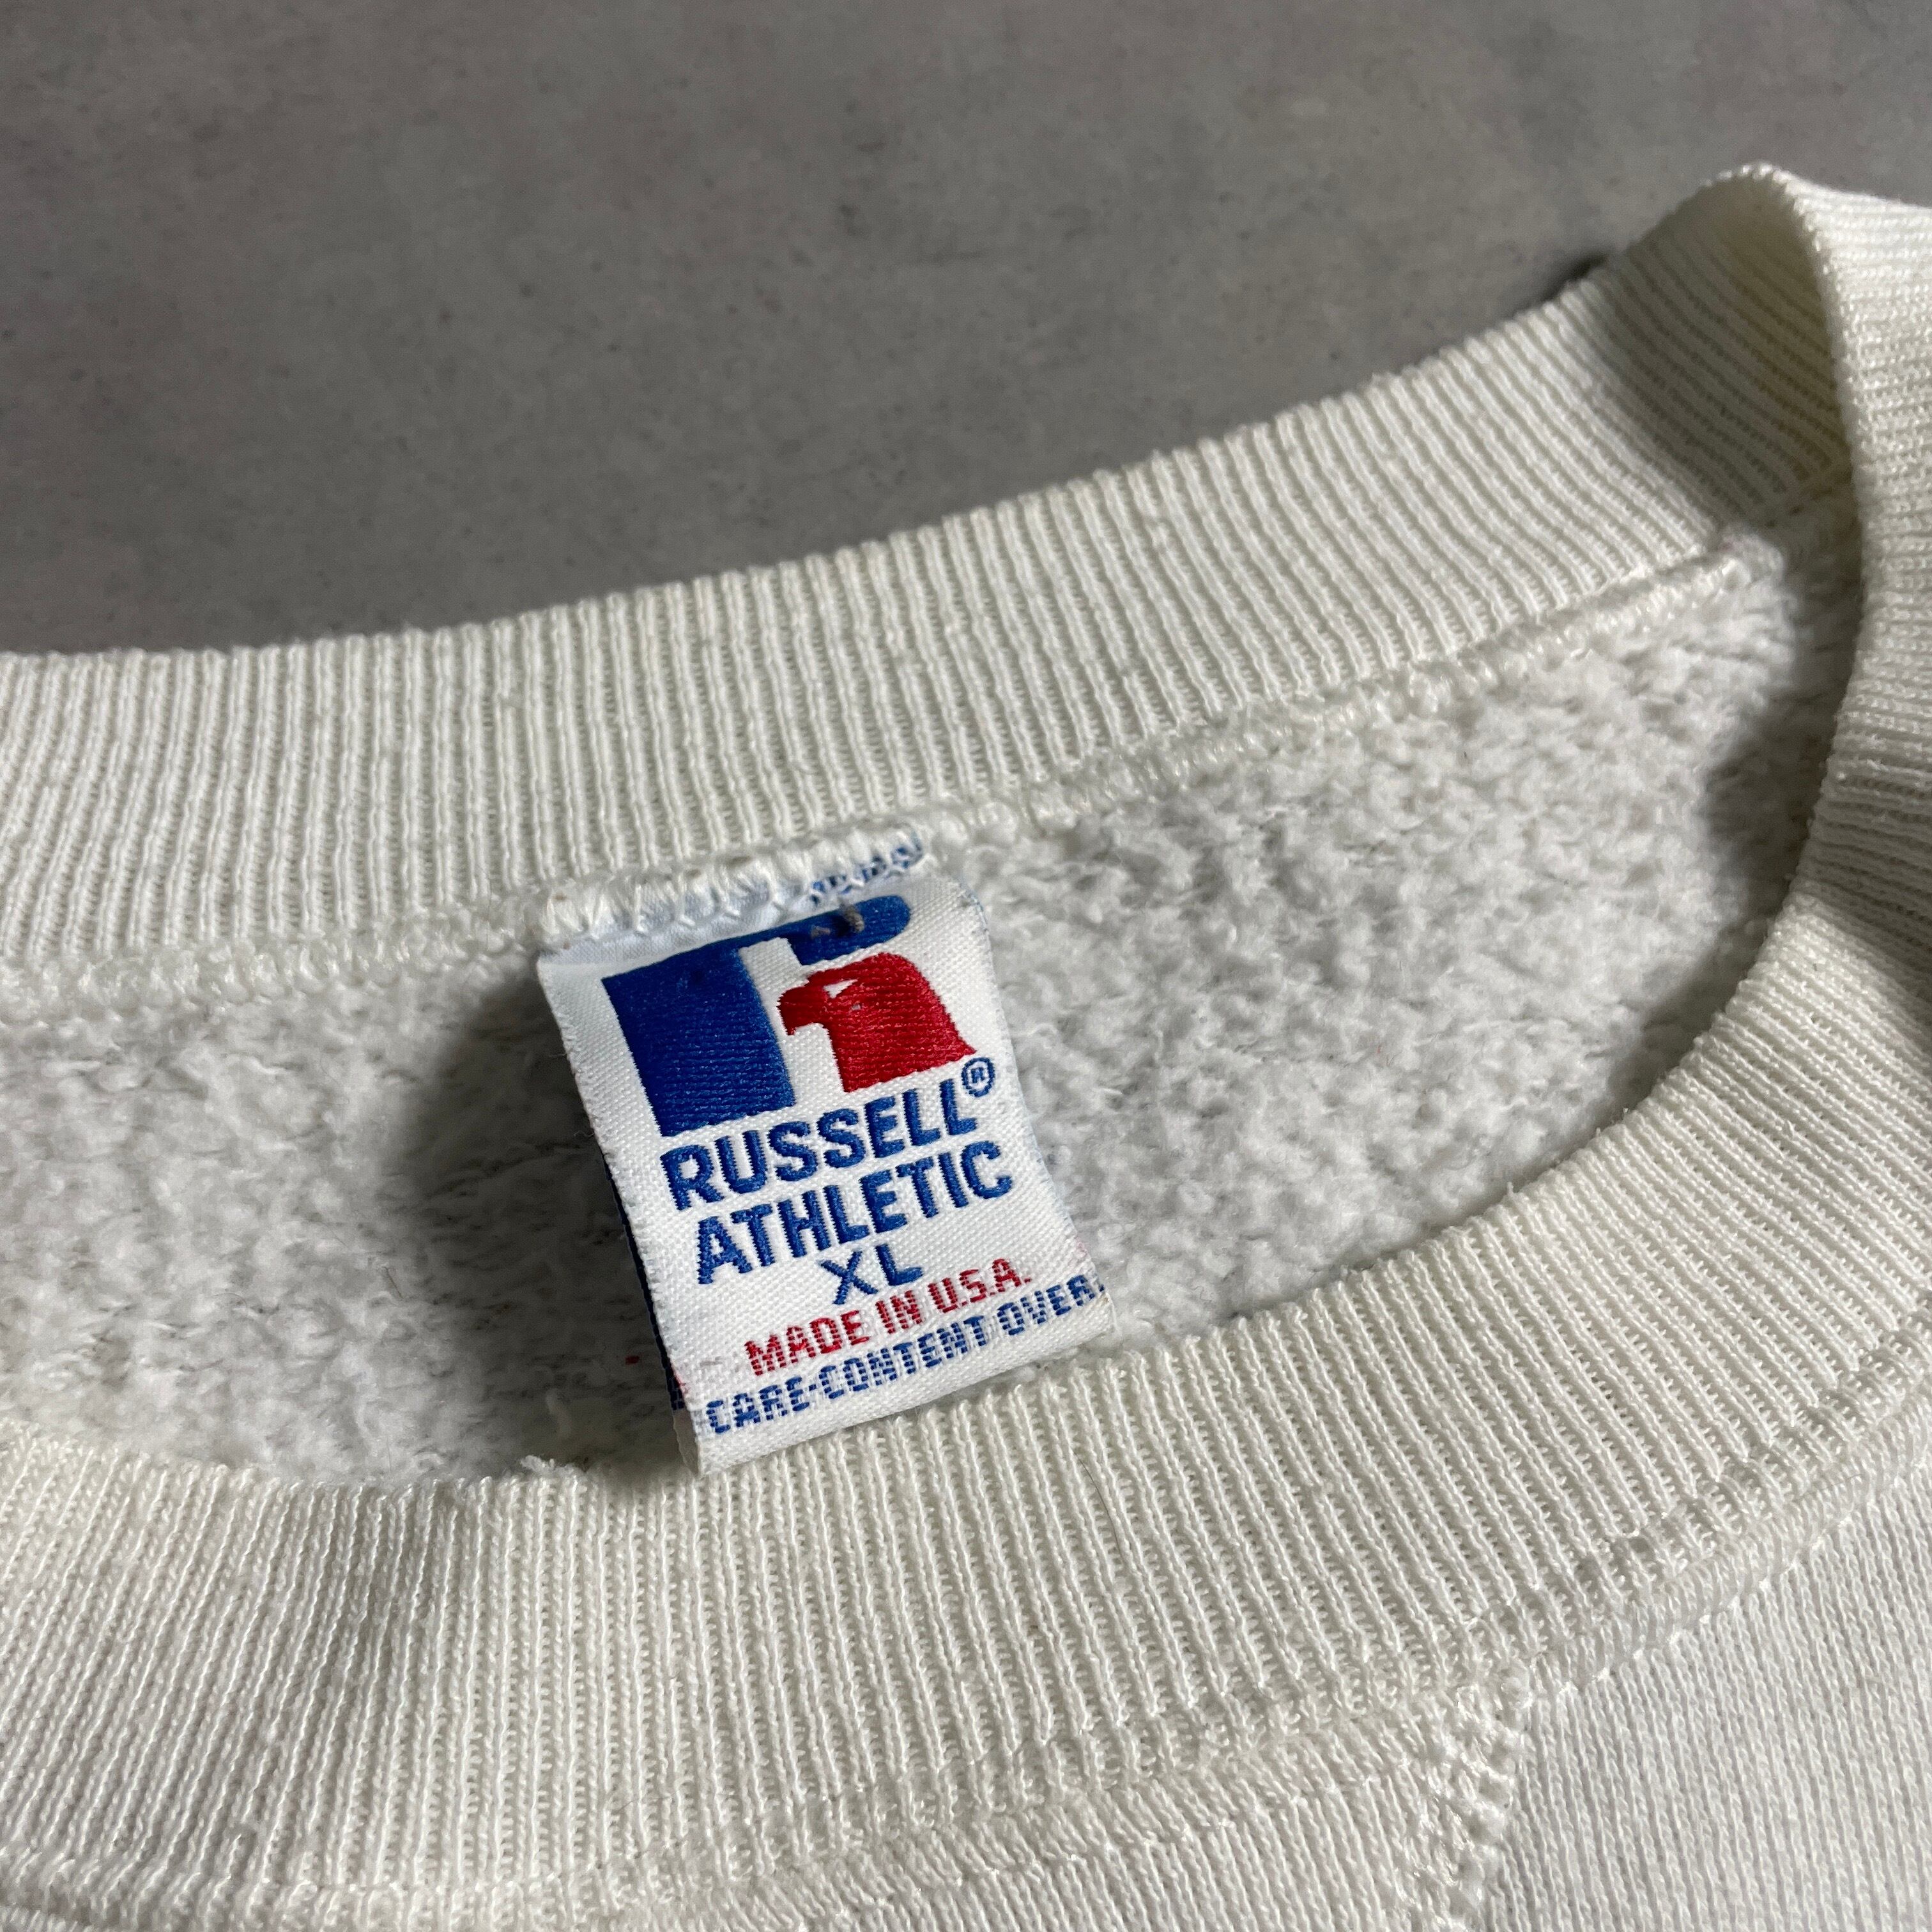 RUSSELL®
ATHLETIC
XL
MADE IN U.S.A.
CARE-CONTENT OVER